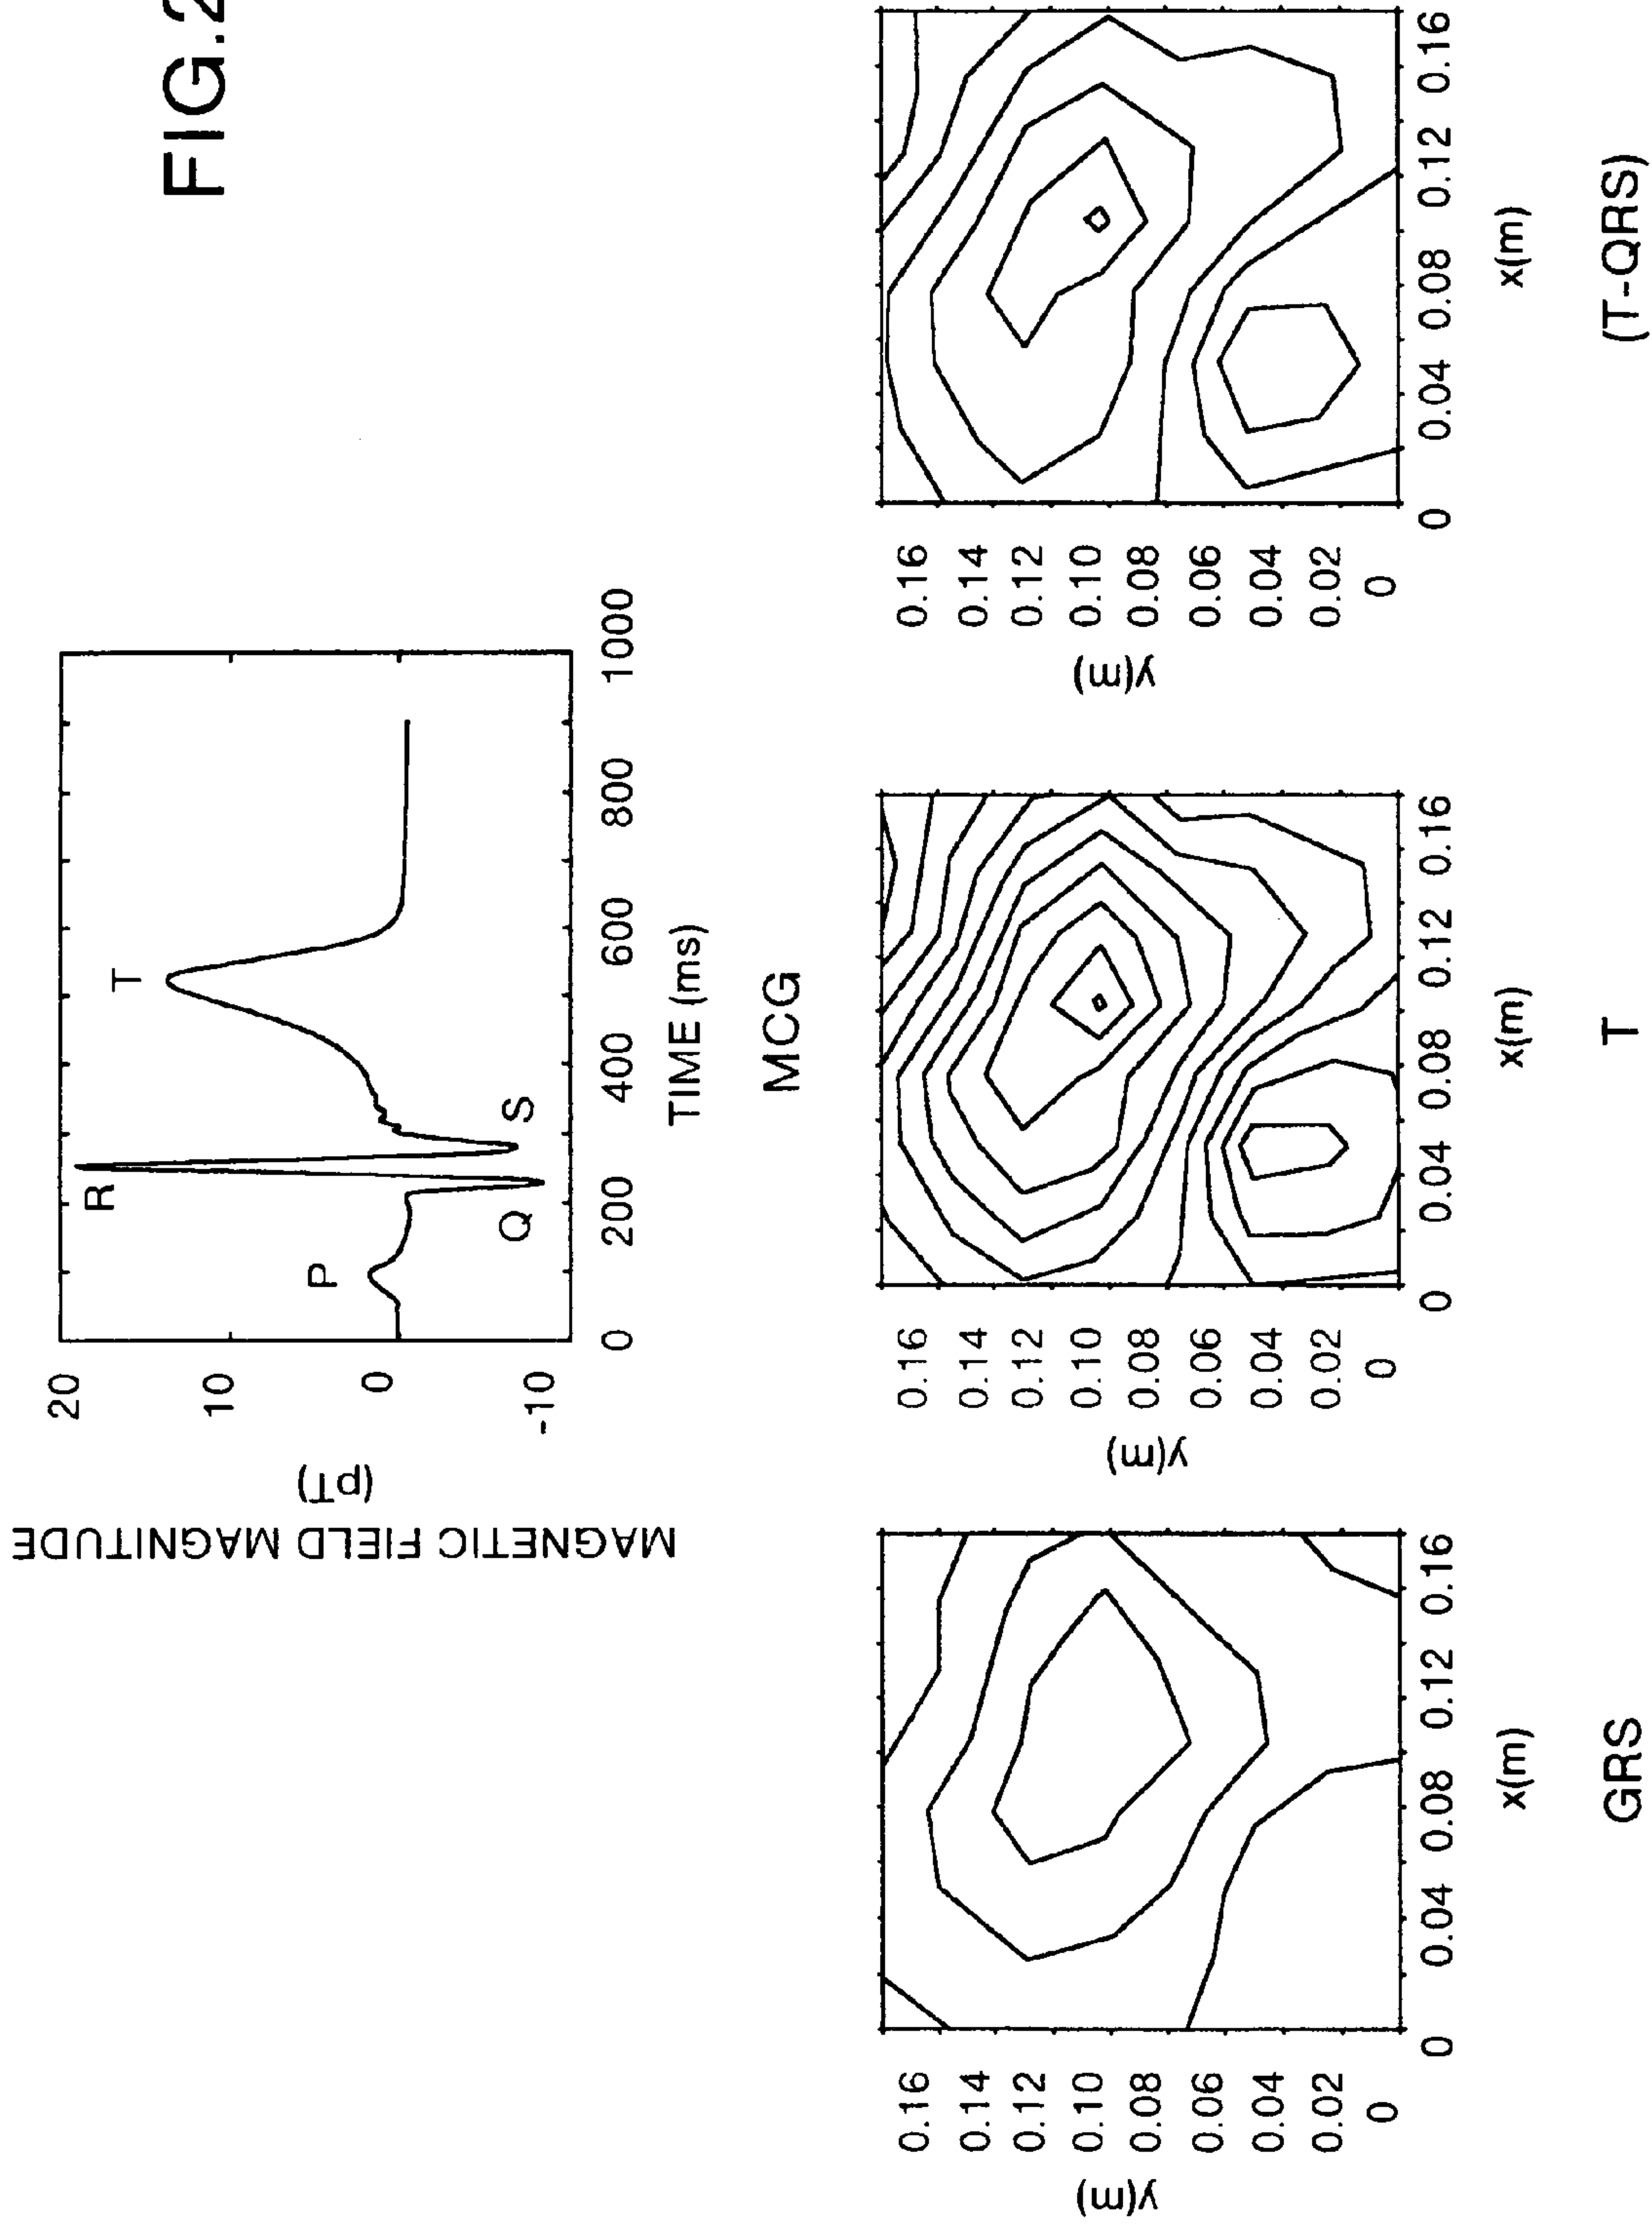 FIG.2
MAGNETIC FIELD MAGNITUDE
(pT)
20
10
0
-10
P
Q
R
S
T
0 200 400 600 800 1000
TIME (ms)
MCG
y(m)
0.16
0.14
0.12
0.10
0.08
0.06
0.04
0.02
0
0 0.04 0.08 0.12 0.16
x(m)
GRS
y(m)
0.16
0.14
0.12
0.10
0.08
0.06
0.04
0.02
0
0 0.04 0.08 0.12 0.16
x(m)
T
y(m)
0.16
0.14
0.12
0.10
0.08
0.06
0.04
0.02
0
0 0.04 0.08 0.12 0.16
x(m)
(T-QRS)